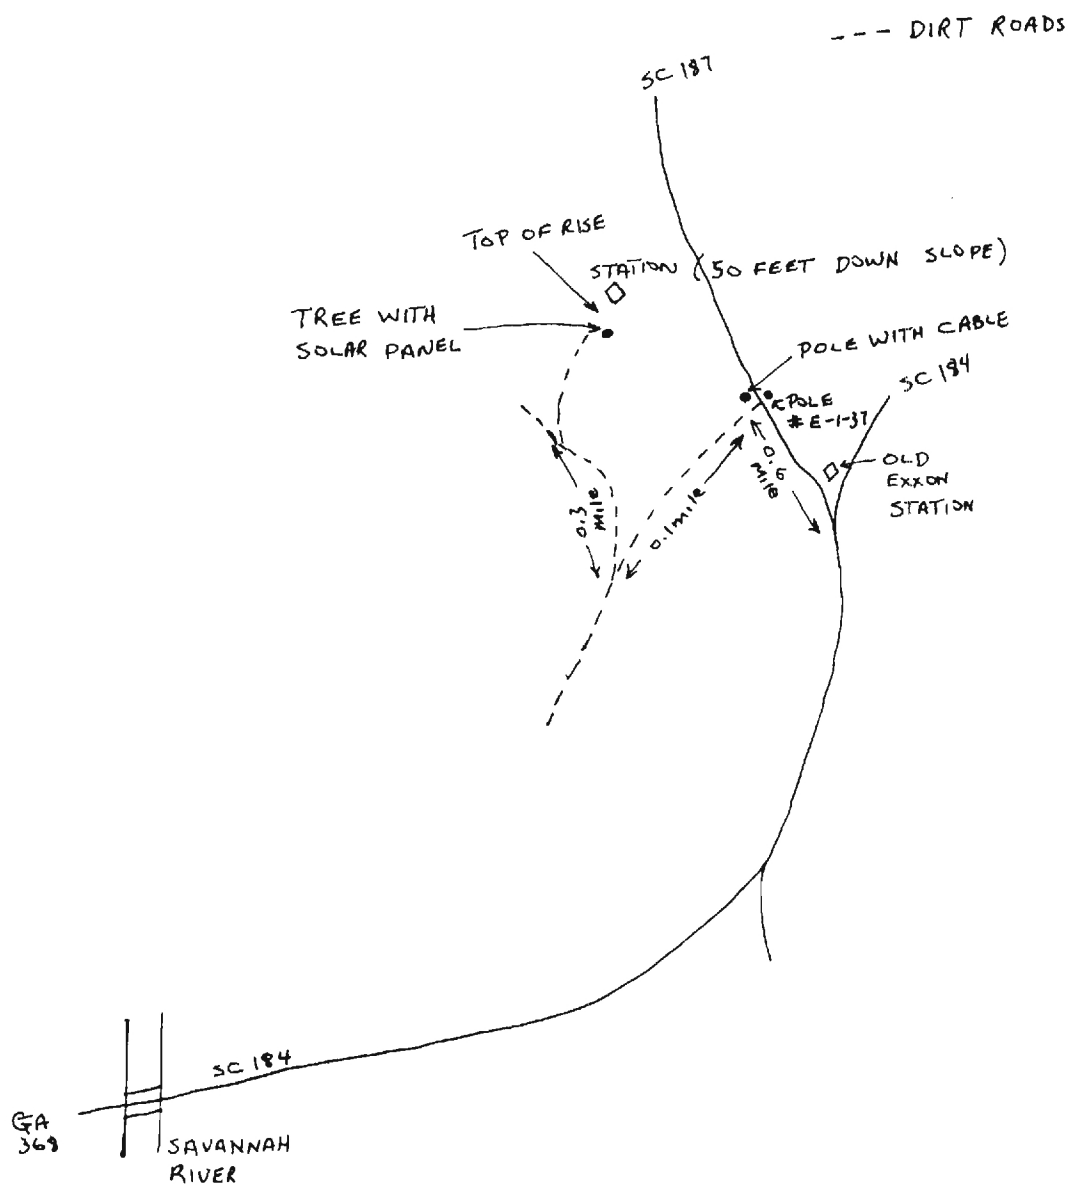 --- DIRT ROADS
SC 187
TOP OF RISE
STATION (50 FEET DOWN SLOPE)
TREE WITH
SOLAR PANEL
POLE WITH CABLE
SC 184
POLE
# E-1-37
OLD
EXXON
STATION
0.6
MILE
0.3
MILE
0.1 MILE
SC 184
GA
368
SAVANNAH
RIVER